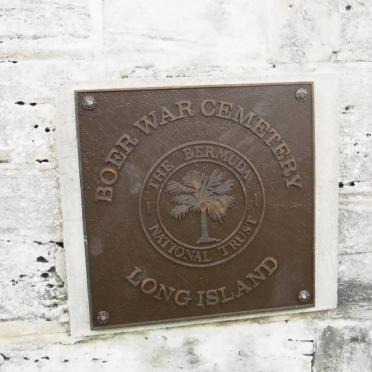 BOER WAR CEMETERY
THE BERMUDA
NATIONAL TRUST
LONG ISLAND